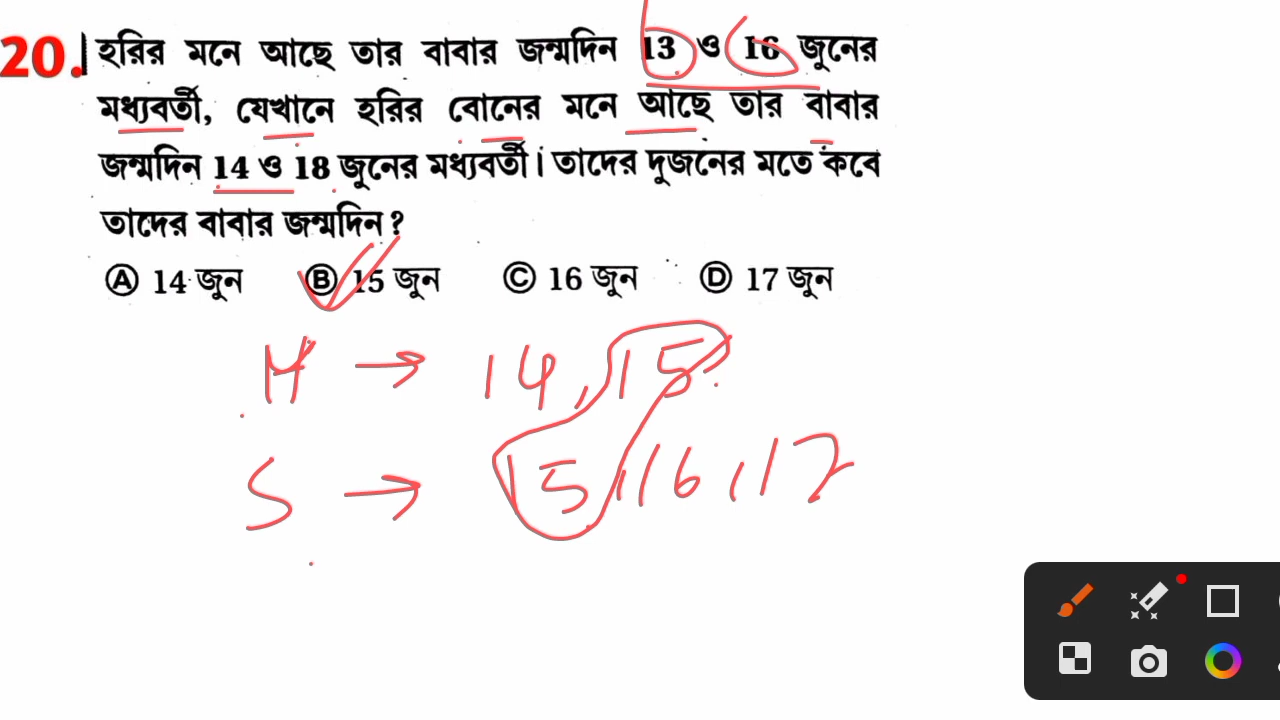 20. হরির মনে আছে তার বাবার জন্মদিন 13 ও 16 জুনের
মধ্যবর্তী, যেখানে হরির বোনের মনে আছে তার বাবার
জন্মদিন 14 ও 18 জুনের মধ্যবর্তী। তাদের দুজনের মতে কবে
তাদের বাবার জন্মদিন?
Ⓐ 14 জুন Ⓑ 15 জুন Ⓒ 16 জুন Ⓓ 17 জুন
H → 14, 15
S → 15, 16, 17